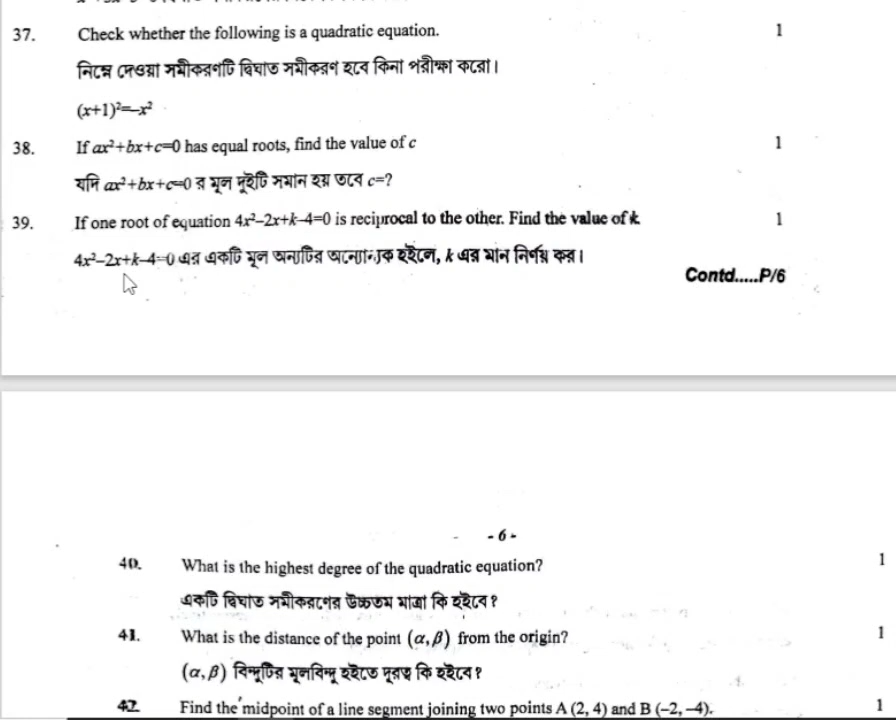 37. Check whether the following is a quadratic equation. 1
নিম্নে দেওয়া সমীকরণটি দ্বিঘাত সমীকরণ হবে কিনা পরীক্ষা করো।
(x+1)²=–x²
38. If ax²+bx+c=0 has equal roots, find the value of c 1
যদি ax²+bx+c=0 র মূল দুইটি সমান হয় তবে c=?
39. If one root of equation 4x²–2x+k–4=0 is reciprocal to the other. Find the value of k 1
4x²–2x+k–4=0 এর একটি মূল অন্যটির অন্যোন্যক হইলে, k এর মান নির্ণয় কর।
Contd.....P/6
- 6 -
40. What is the highest degree of the quadratic equation? 1
একটি দ্বিঘাত সমীকরণের উচ্চতম মাত্রা কি হইবে?
41. What is the distance of the point (α, β) from the origin? 1
(α, β) বিন্দুটির মূলবিন্দু হইতে দূরত্ব কি হইবে?
42. Find the midpoint of a line segment joining two points A (2, 4) and B (–2, –4). 1